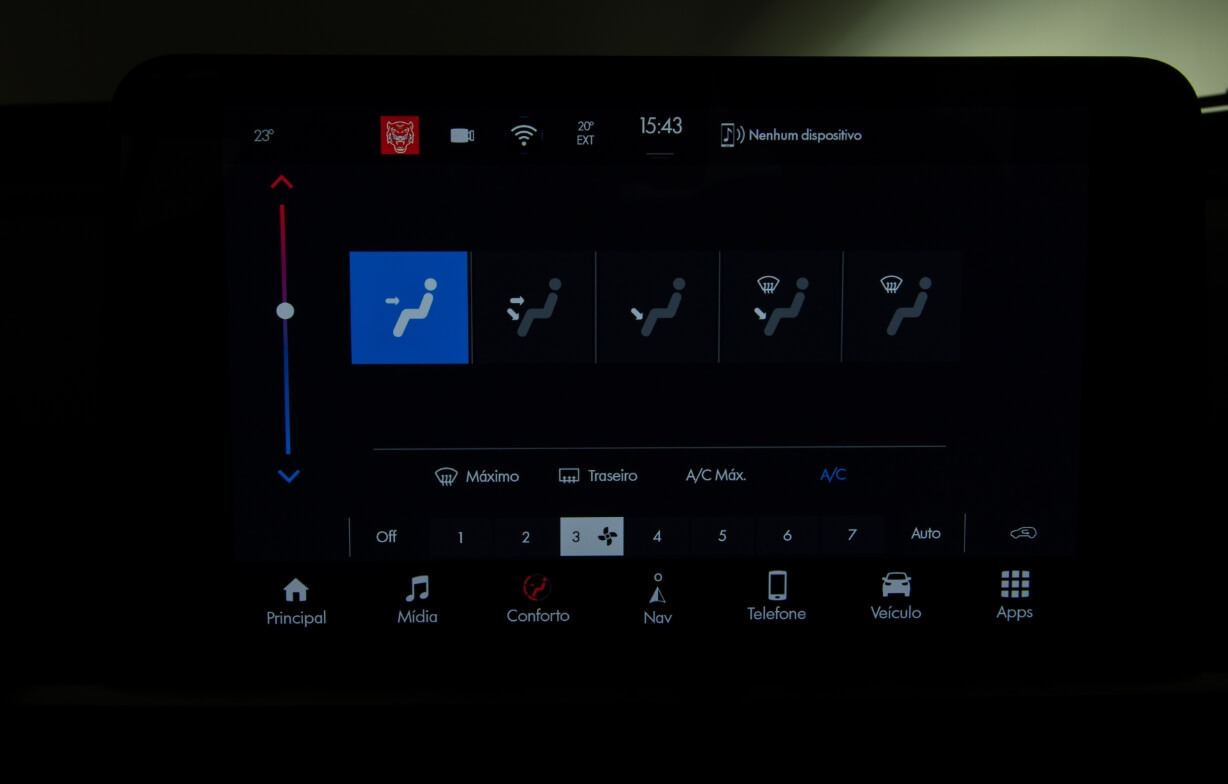 23°
20°
EXT
15:43
Nenhum dispositivo
Máximo
Traseiro
A/C Máx.
A/C
Off 1 2 3 4 5 6 7 Auto
Principal
Mídia
Conforto
Nav
Telefone
Veículo
Apps